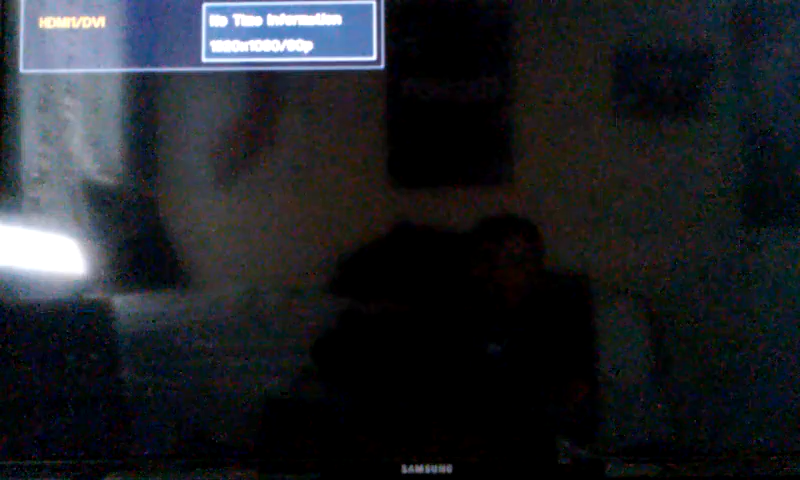 HDMI1/DVI
No Time Information
1920x1080/60p
SAMSUNG